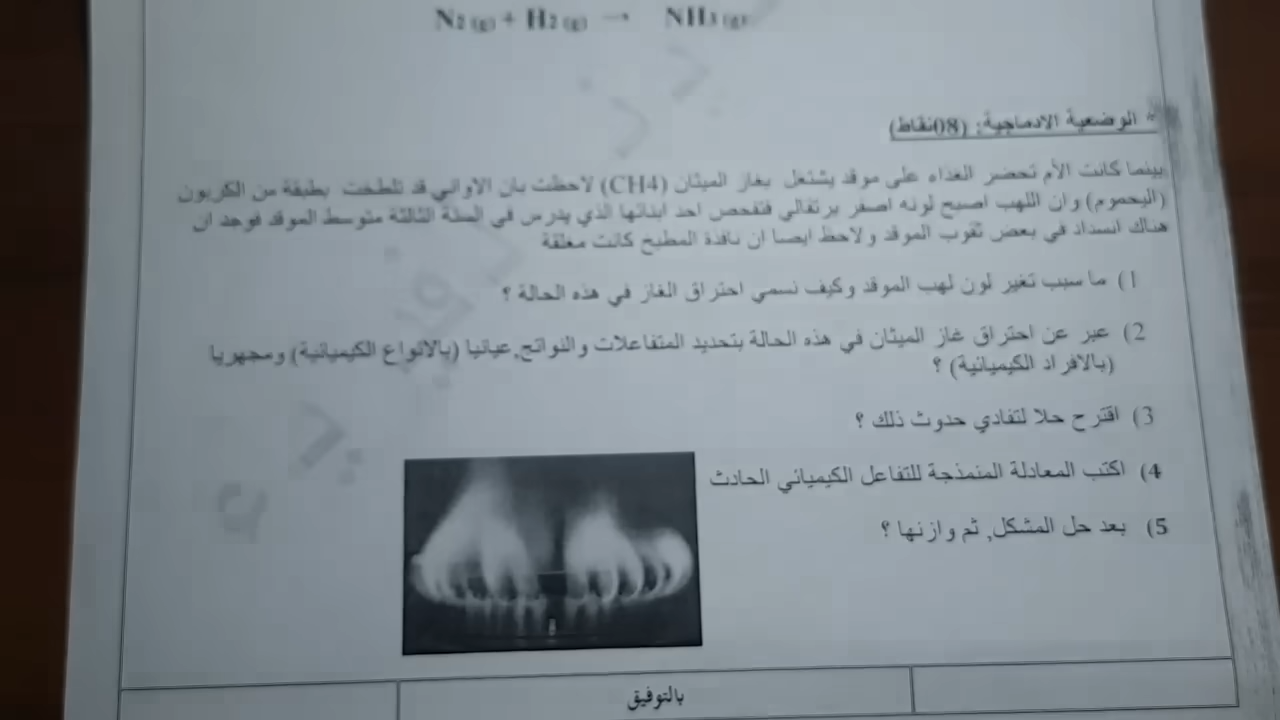 N2 (g) + H2 (g) → NH3 (g)
* الوضعية الادماجية: (08نقاط)
بينما كانت الأم تحضر الغداء على موقد يشتغل بغاز الميثان (CH4) لاحظت بان الاواني قد تلطخت بطبقة من الكربون
(اليحموم) وان اللهب اصبح لونه اصفر برتقالي فتفحص احد ابنائها الذي يدرس في السنة الثالثة متوسط الموقد فوجد ان
هناك انسداد في بعض ثقوب الموقد ولاحظ ايضا ان نافذة المطبخ كانت مغلقة
1) ما سبب تغير لون لهب الموقد وكيف نسمي احتراق الغاز في هذه الحالة ؟
2) عبر عن احتراق غاز الميثان في هذه الحالة بتحديد المتفاعلات والنواتج,عيانيا (بالانواع الكيميائية) ومجهريا
(بالافراد الكيميائية) ؟
3) اقترح حلا لتفادي حدوث ذلك ؟
4) اكتب المعادلة المنمذجة للتفاعل الكيميائي الحادث
5) بعد حل المشكل, ثم وازنها ؟
بالتوفيق